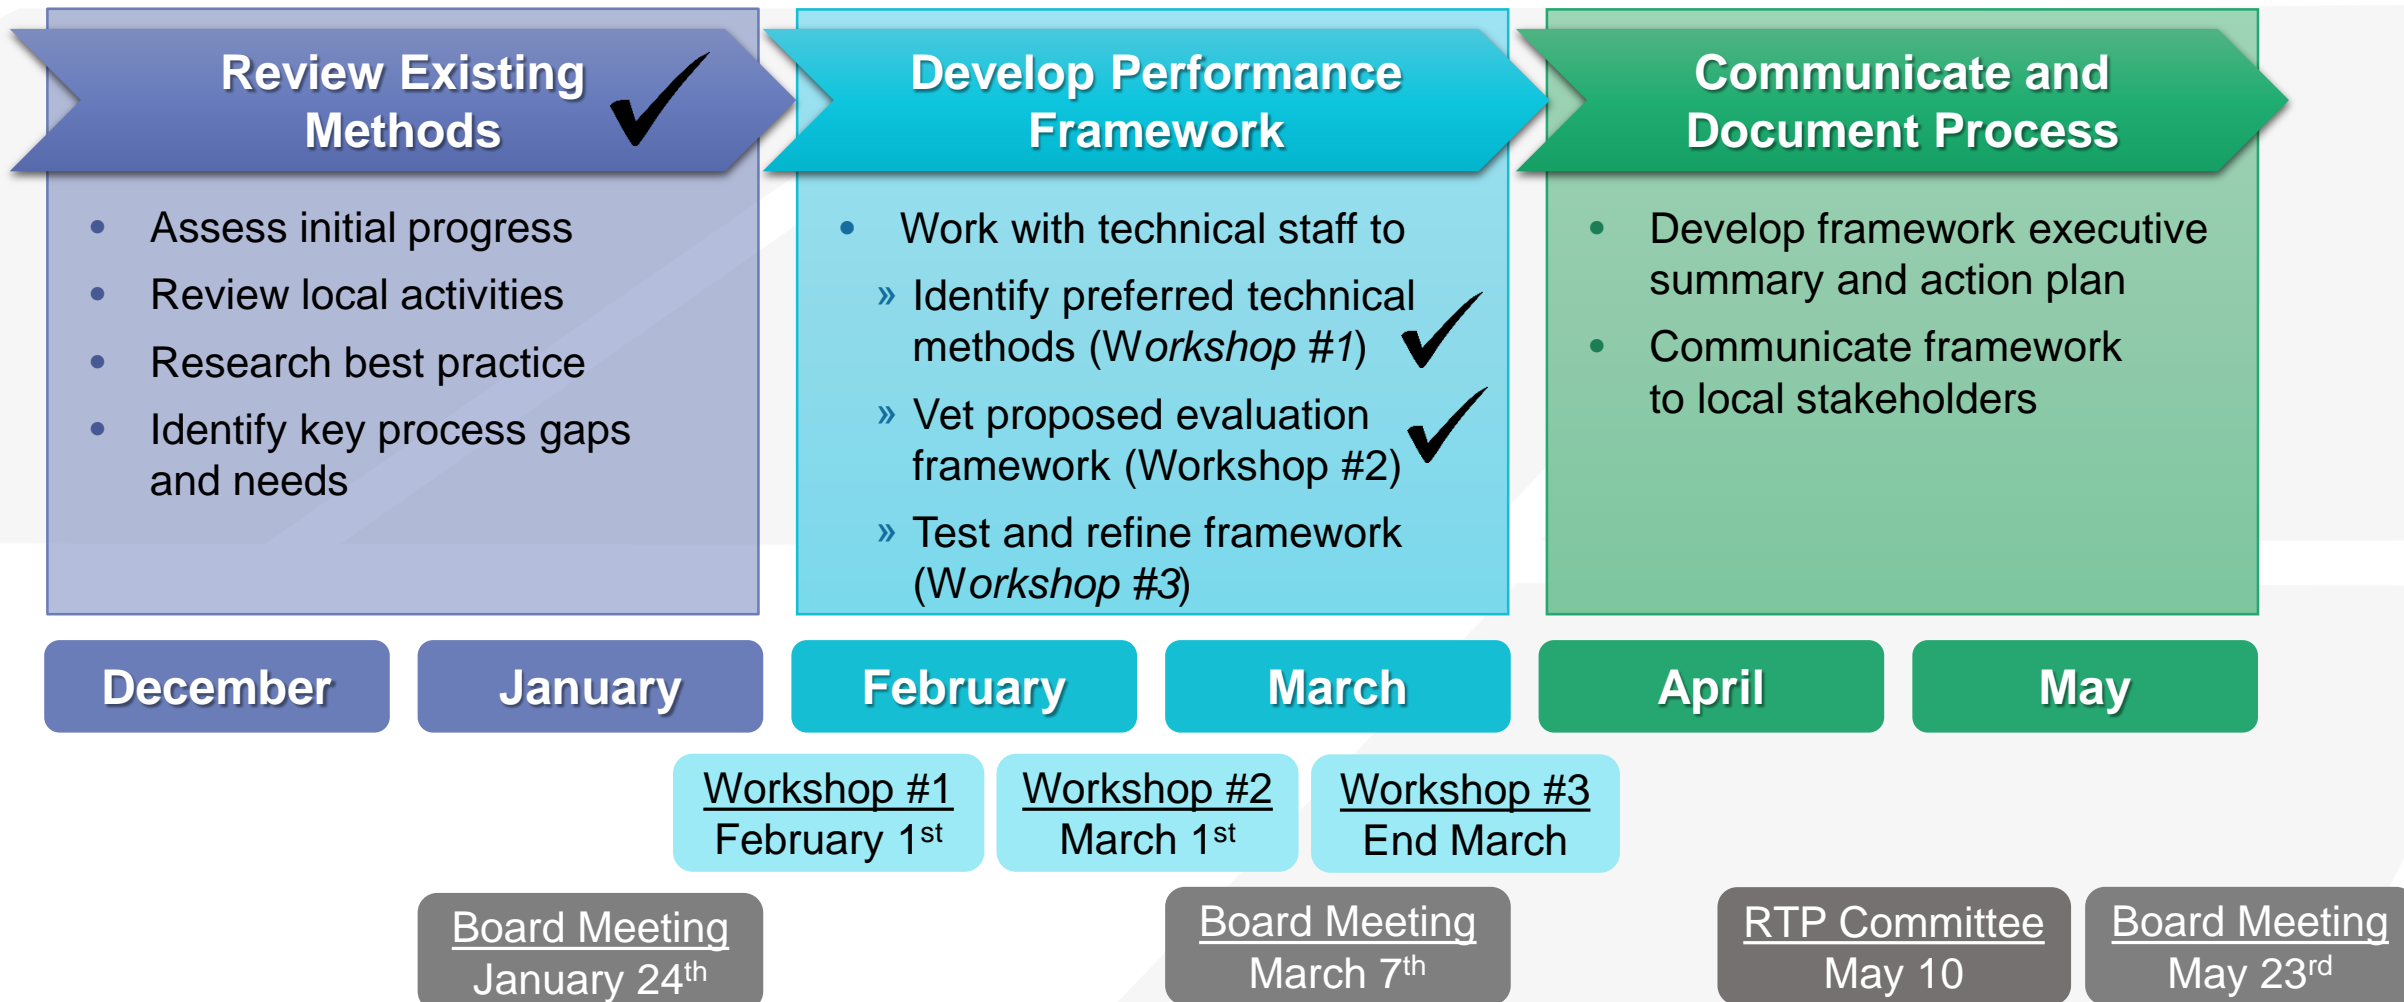 Review Existing
Methods
• Assess initial progress
• Review local activities
• Research best practice
• Identify key process gaps
and needs
Develop Performance
Framework
• Work with technical staff to
» Identify preferred technical
methods (Workshop #1)
» Vet proposed evaluation
framework (Workshop #2)
» Test and refine framework
(Workshop #3)
Communicate and
Document Process
• Develop framework executive
summary and action plan
• Communicate framework
to local stakeholders
December
January
February
March
April
May
Workshop #1
February 1st
Workshop #2
March 1st
Workshop #3
End March
Board Meeting
January 24th
Board Meeting
March 7th
RTP Committee
May 10
Board Meeting
May 23rd